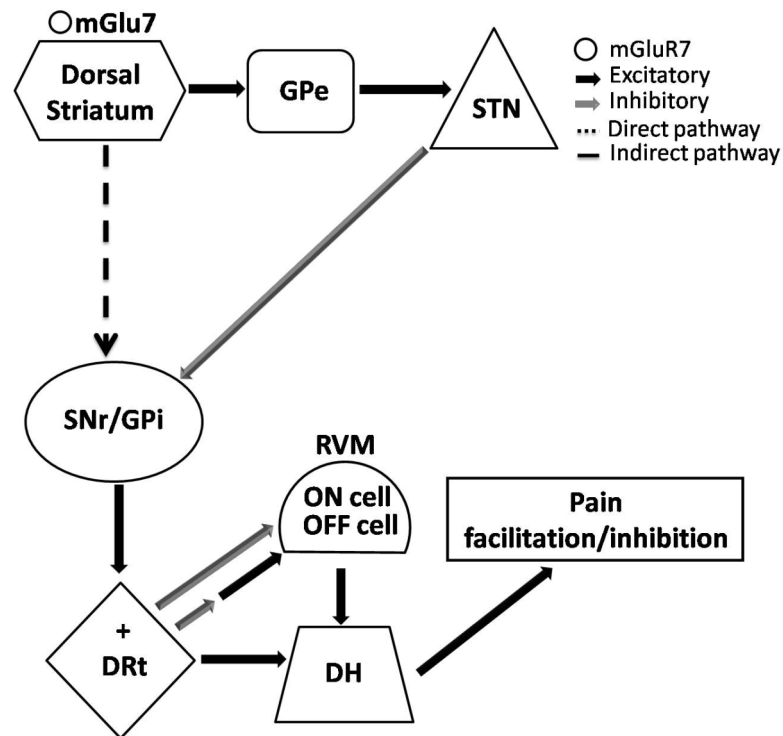 mGlu7
Dorsal
Striatum
GPe
STN
mGluR7
Excitatory
Inhibitory
Direct pathway
Indirect pathway
SNr/GPi
RVM
ON cell
OFF cell
Pain
facilitation/inhibition
+
DRt
DH